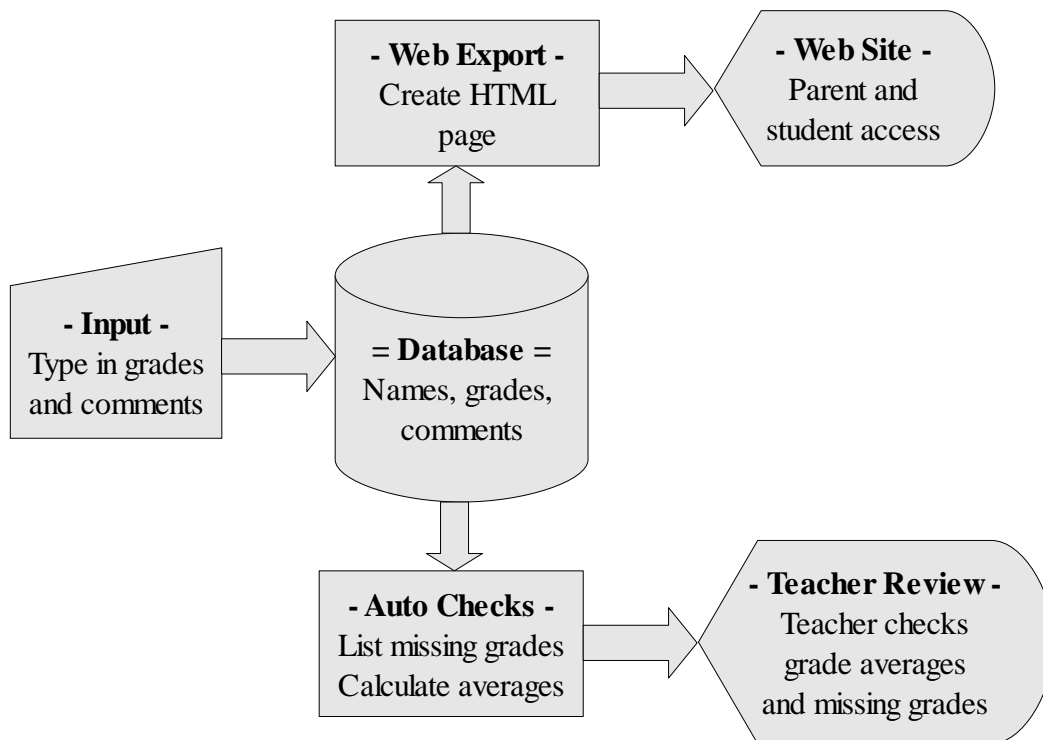 - Web Export -
Create HTML
page
- Web Site -
Parent and
student access
- Input -
Type in grades
and comments
= Database =
Names, grades,
comments
- Auto Checks -
List missing grades
Calculate averages
- Teacher Review -
Teacher checks
grade averages
and missing grades